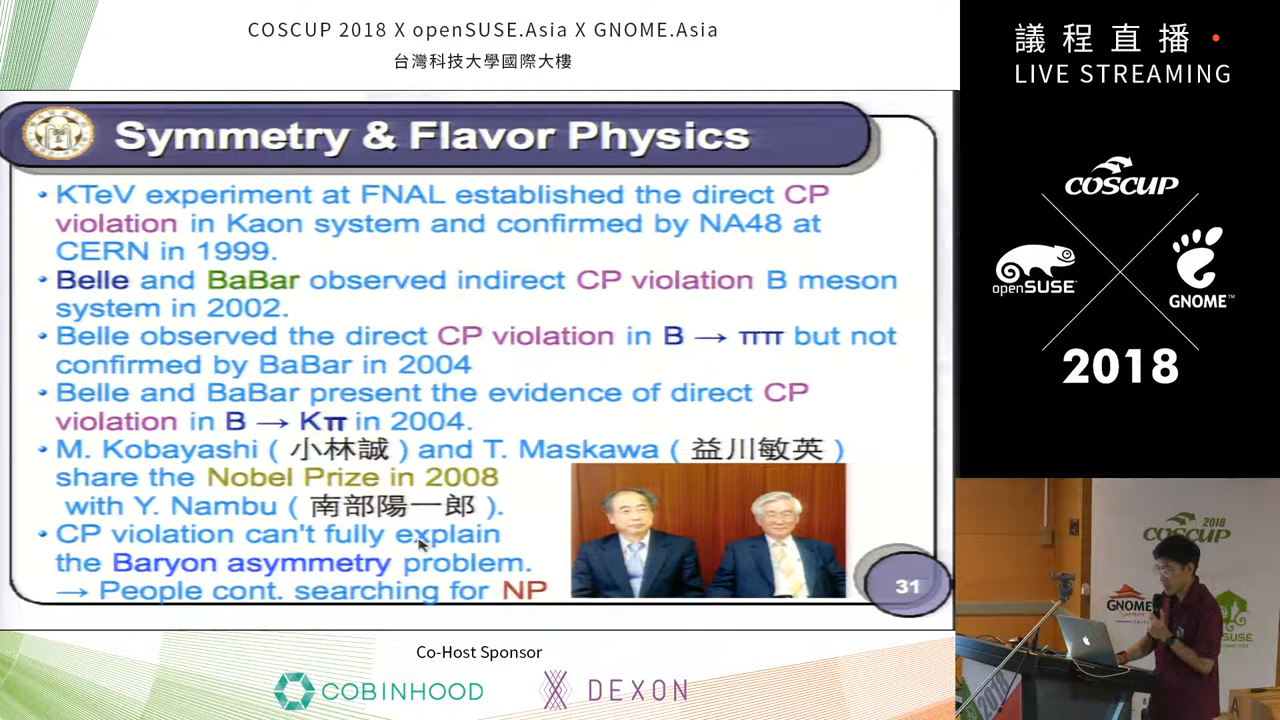 COSCUP 2018 X openSUSE.Asia X GNOME.Asia
台灣科技大學國際大樓
議程直播
LIVE STREAMING
Symmetry & Flavor Physics
• KTeV experiment at FNAL established the direct CP
violation in Kaon system and confirmed by NA48 at
CERN in 1999.
• Belle and BaBar observed indirect CP violation B meson
system in 2002.
• Belle observed the direct CP violation in B → ππ but not
confirmed by BaBar in 2004
• Belle and BaBar present the evidence of direct CP
violation in B → Kπ in 2004.
• M. Kobayashi ( 小林誠 ) and T. Maskawa ( 益川敏英 )
share the Nobel Prize in 2008
with Y. Nambu ( 南部陽一郎 ).
• CP violation can't fully explain
the Baryon asymmetry problem.
→ People cont. searching for NP
31
COSCUP
openSUSE
GNOME™
2018
2018
COSCUP
GNOME
SUSE
2018
Co-Host Sponsor
COBINHOOD
DEXON